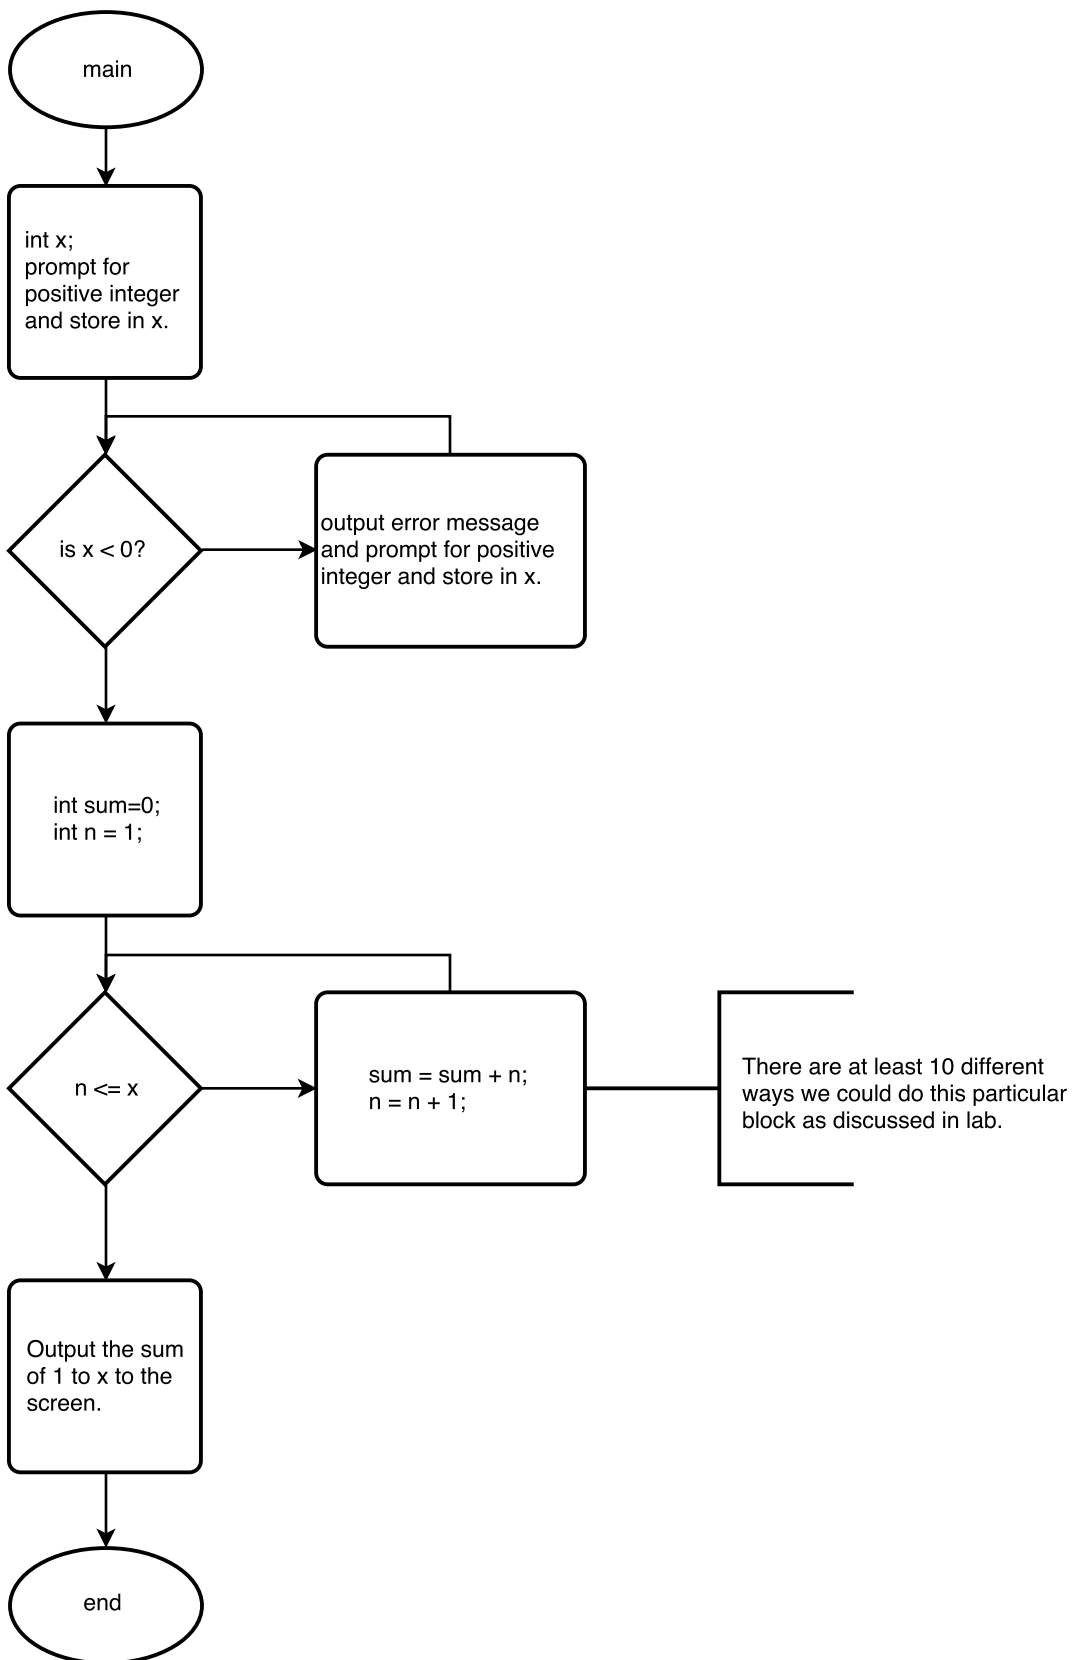 main
int x;
prompt for
positive integer
and store in x.
is x < 0?
output error message
and prompt for positive
integer and store in x.
int sum=0;
int n = 1;
n <= x
sum = sum + n;
n = n + 1;
There are at least 10 different
ways we could do this particular
block as discussed in lab.
Output the sum
of 1 to x to the
screen.
end